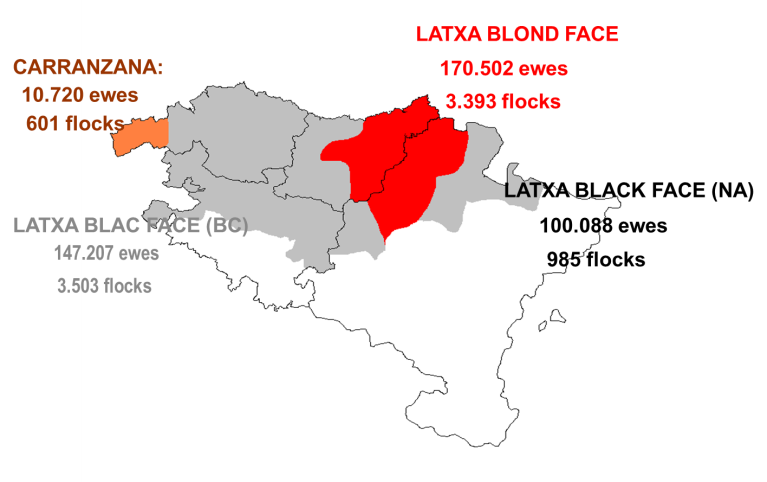 LATXA BLOND FACE
170.502 ewes
3.393 flocks
CARRANZANA:
10.720 ewes
601 flocks
LATXA BLACK FACE (NA)
100.088 ewes
985 flocks
LATXA BLAC FACE (BC)
147.207 ewes
3.503 flocks